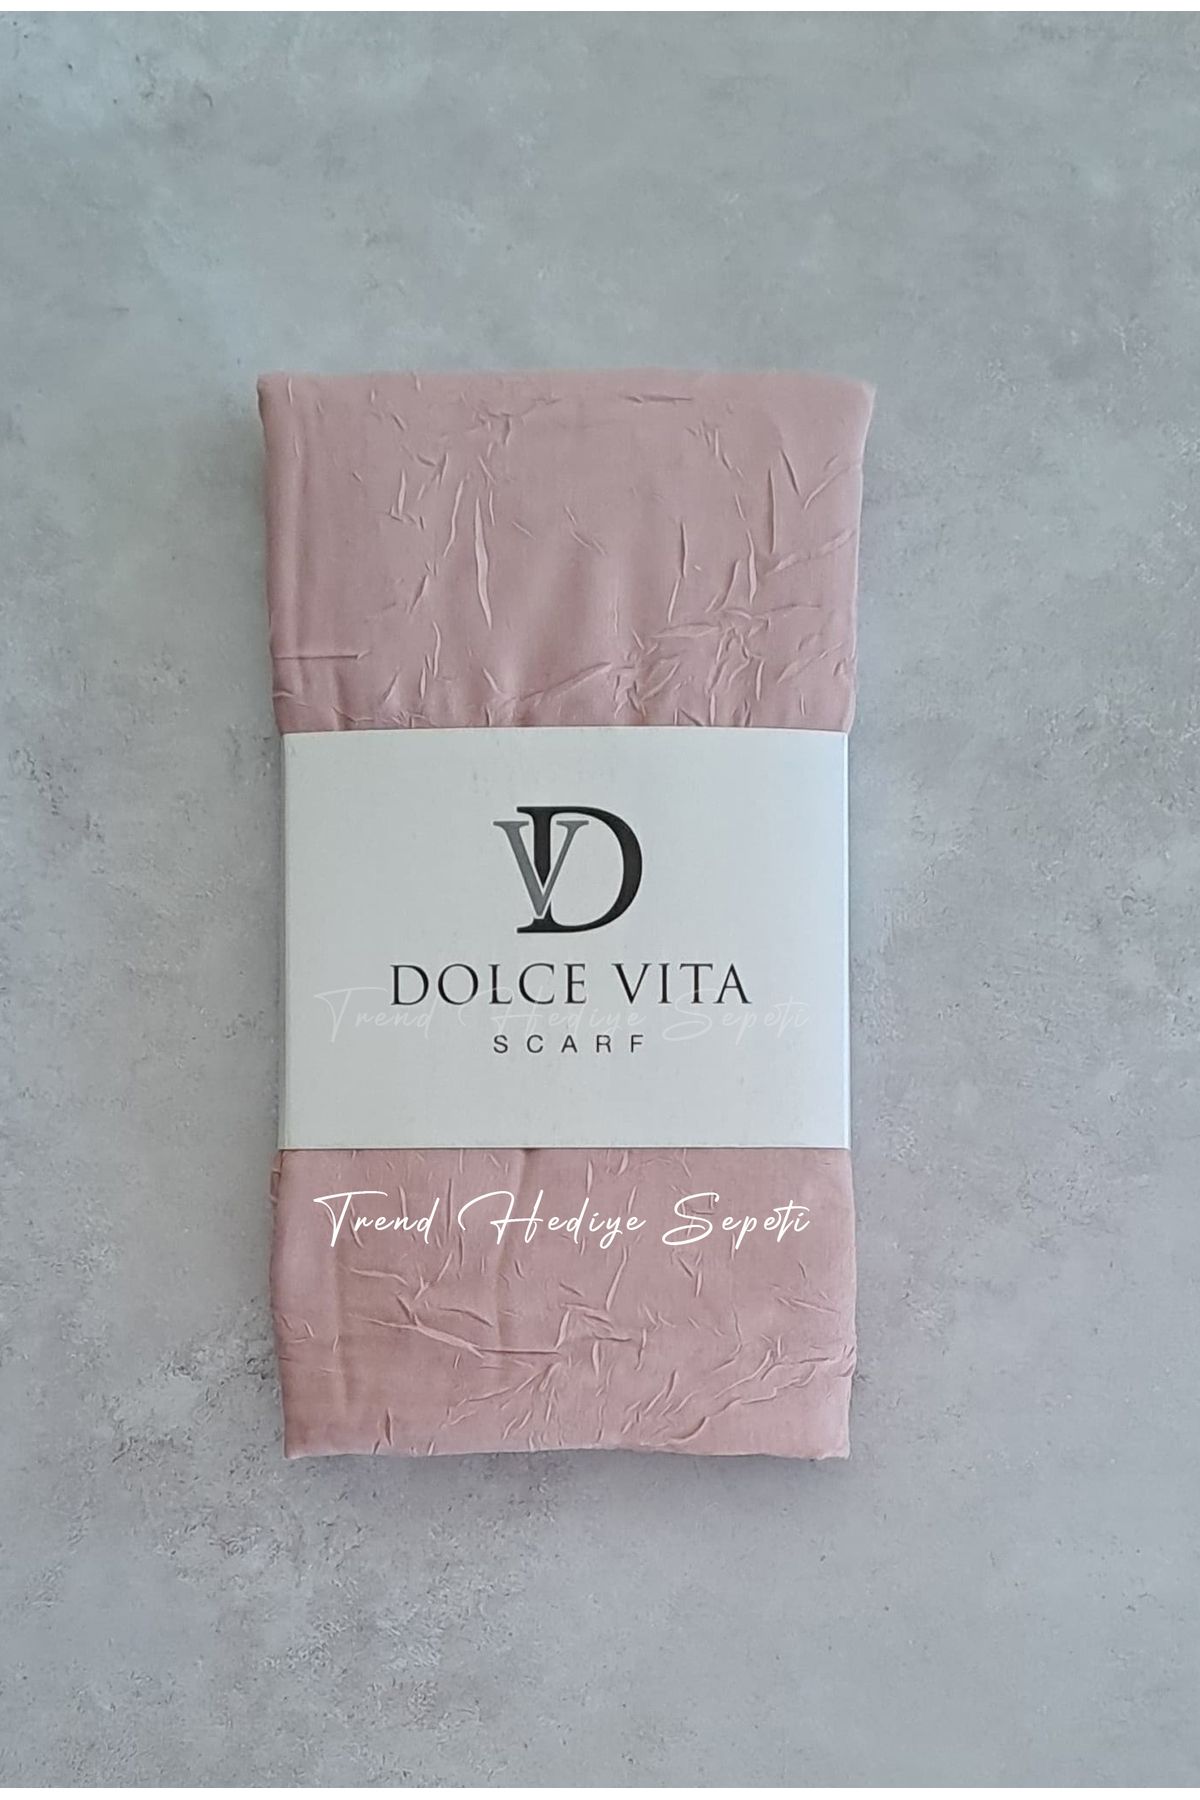 VD
DOLCE VITA
Trend Hediye Sepeti
SCARF
Trend Hediye Sepeti